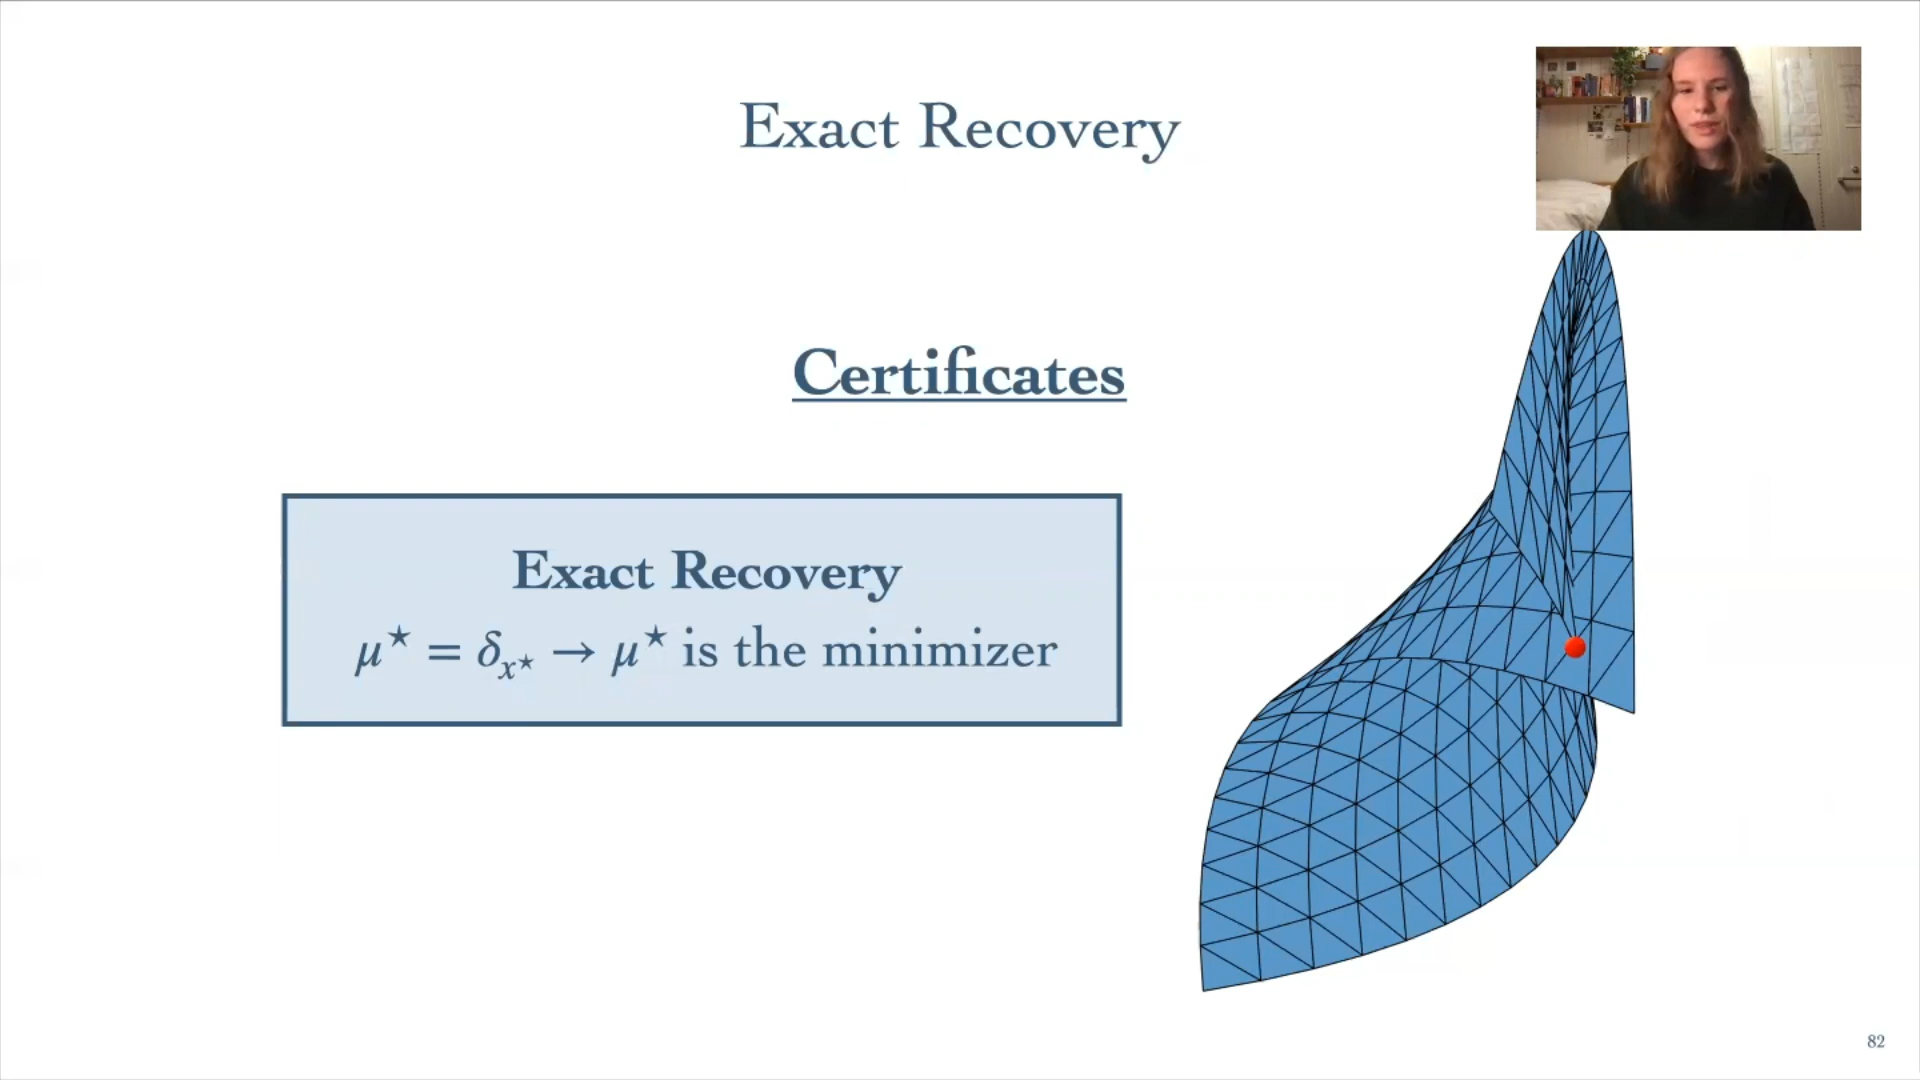 Exact Recovery
Certificates
Exact Recovery
μ* = δₓ* → μ* is the minimizer
82